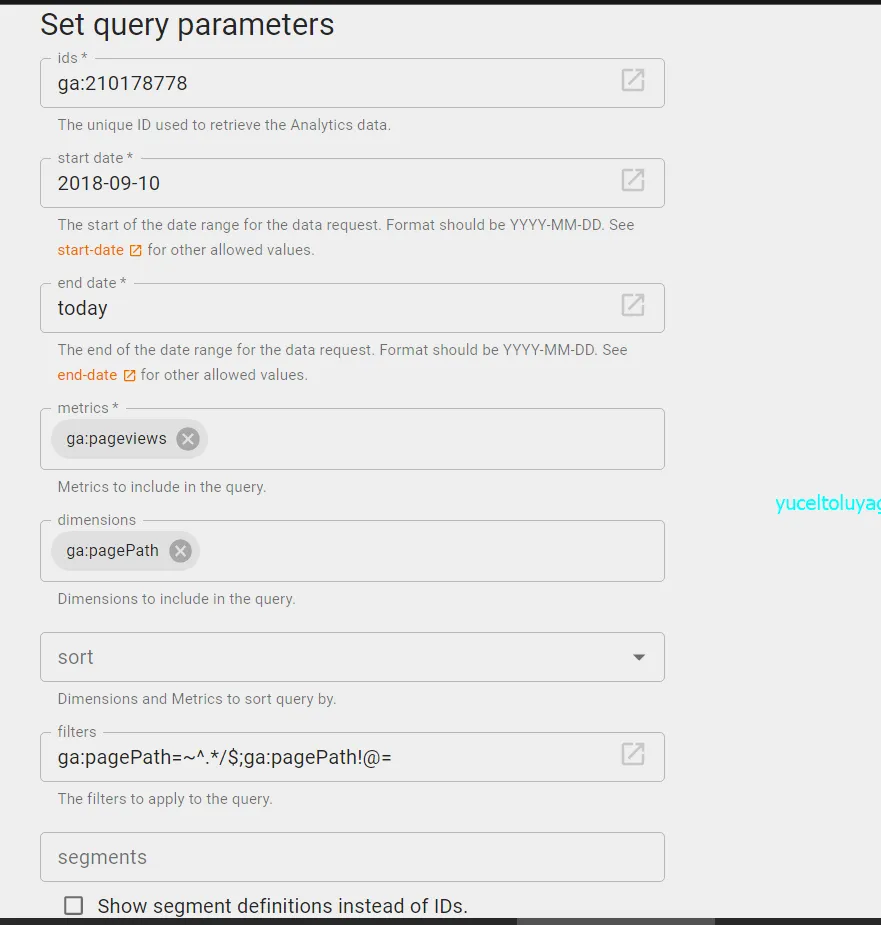 Set query parameters
ids *
ga:210178778
The unique ID used to retrieve the Analytics data.
start date *
2018-09-10
The start of the date range for the data request. Format should be YYYY-MM-DD. See
start-date for other allowed values.
end date *
today
The end of the date range for the data request. Format should be YYYY-MM-DD. See
end-date for other allowed values.
metrics *
ga:pageviews
Metrics to include in the query.
yuceltoluyag
dimensions
ga:pagePath
Dimensions to include in the query.
sort
Dimensions and Metrics to sort query by.
filters
ga:pagePath=~^.*/$;ga:pagePath!@=
The filters to apply to the query.
segments
Show segment definitions instead of IDs.